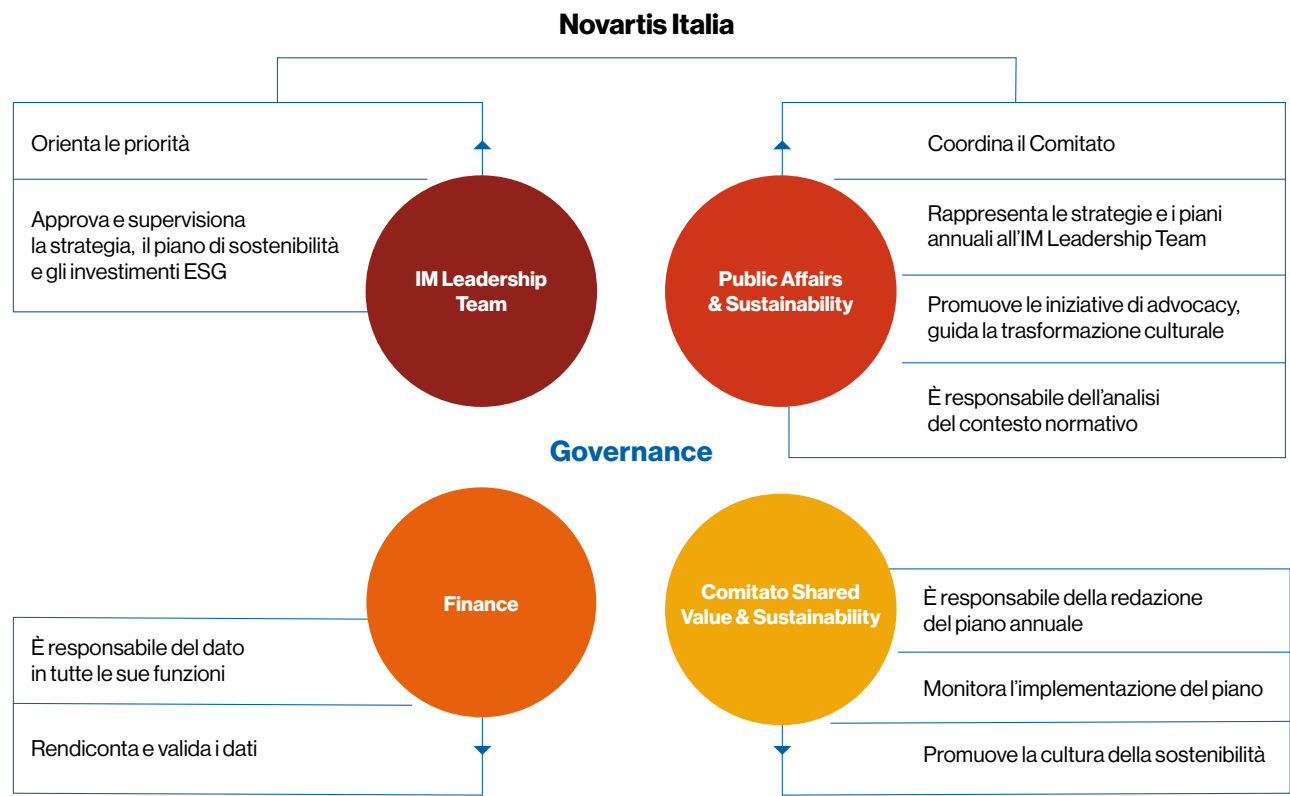 Novartis Italia
Orienta le priorità
Approva e supervisiona
la strategia, il piano di sostenibilità
e gli investimenti ESG
IM Leadership
Team
Public Affairs
& Sustainability
Coordina il Comitato
Rappresenta le strategie e i piani
annuali all’IM Leadership Team
Promuove le iniziative di advocacy,
guida la trasformazione culturale
È responsabile dell’analisi
del contesto normativo
Governance
Finance
È responsabile del dato
in tutte le sue funzioni
Rendiconta e valida i dati
Comitato Shared
Value & Sustainability
È responsabile della redazione
del piano annuale
Monitora l’implementazione del piano
Promuove la cultura della sostenibilità